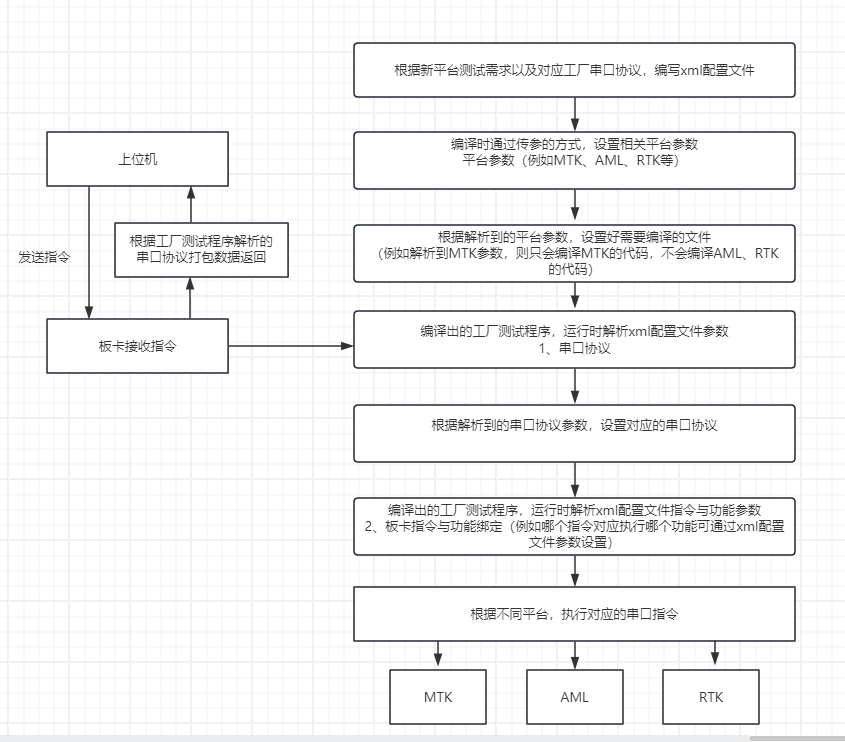 根据新平台测试需求以及对应工厂串口协议，编写xml配置文件
编译时通过传参的方式，设置相关平台参数
平台参数（例如MTK、AML、RTK等）
上位机
根据工厂测试程序解析的
串口协议打包数据返回
发送指令
根据解析到的平台参数，设置好需要编译的文件
（例如解析到MTK参数，则只会编译MTK的代码，不会编译AML、RTK
的代码）
板卡接收指令
编译出的工厂测试程序，运行时解析xml配置文件参数
1、串口协议
根据解析到的串口协议参数，设置对应的串口协议
编译出的工厂测试程序，运行时解析xml配置文件指令与功能参数
2、板卡指令与功能绑定（例如哪个指令对应执行哪个功能可通过xml配置
文件参数设置）
根据不同平台，执行对应的串口指令
MTK
AML
RTK